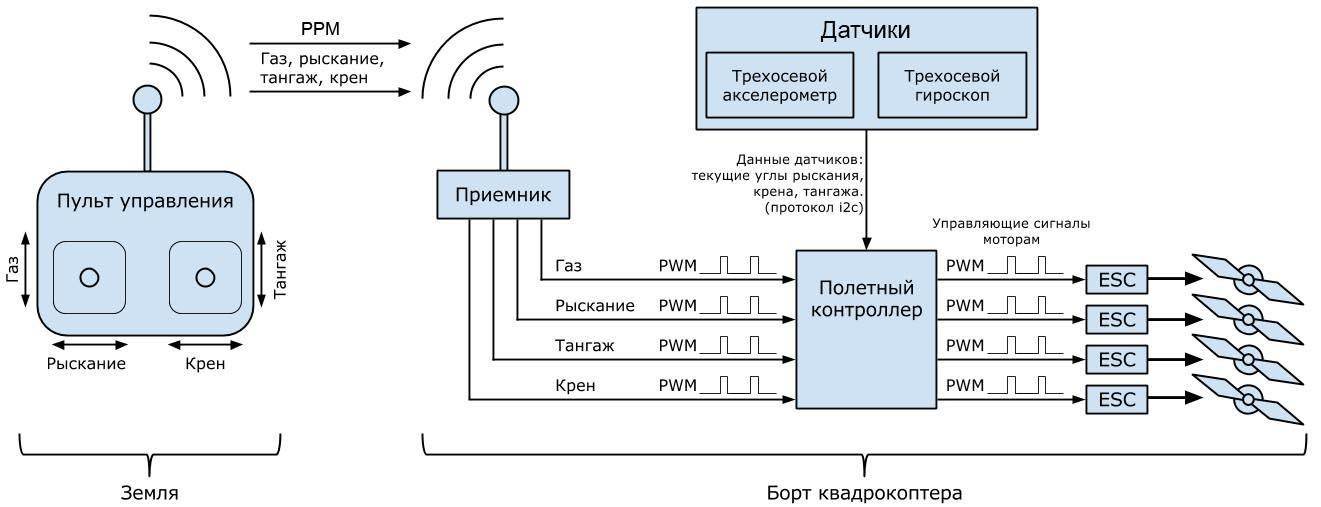 PPM
Газ, рыскание,
тангаж, крен
Датчики
Трехосевой
акселерометр
Трехосевой
гироскоп
Пульт управления
Газ
Тангаж
Рыскание
Крен
Приемник
Данные датчиков:
текущие углы рыскания,
крена, тангажа.
(протокол i2c)
Управляющие сигналы
моторам
Газ PWM
Рыскание PWM
Тангаж PWM
Крен PWM
Полетный
контроллер
PWM ESC
PWM ESC
PWM ESC
PWM ESC
Земля
Борт квадрокоптера